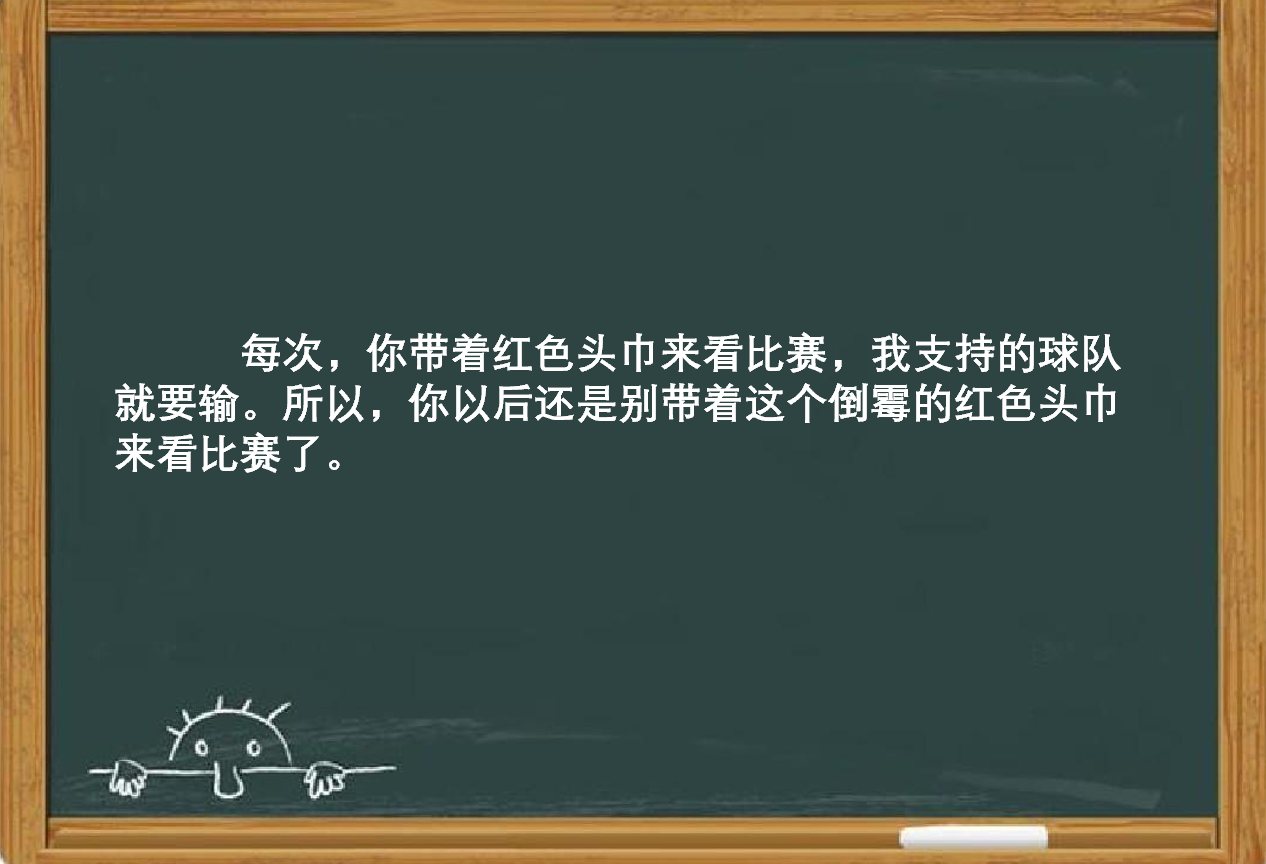 每次，你带着红色头巾来看比赛，我支持的球队
就要输。所以，你以后还是别带着这个倒霉的红色头巾
来看比赛了。